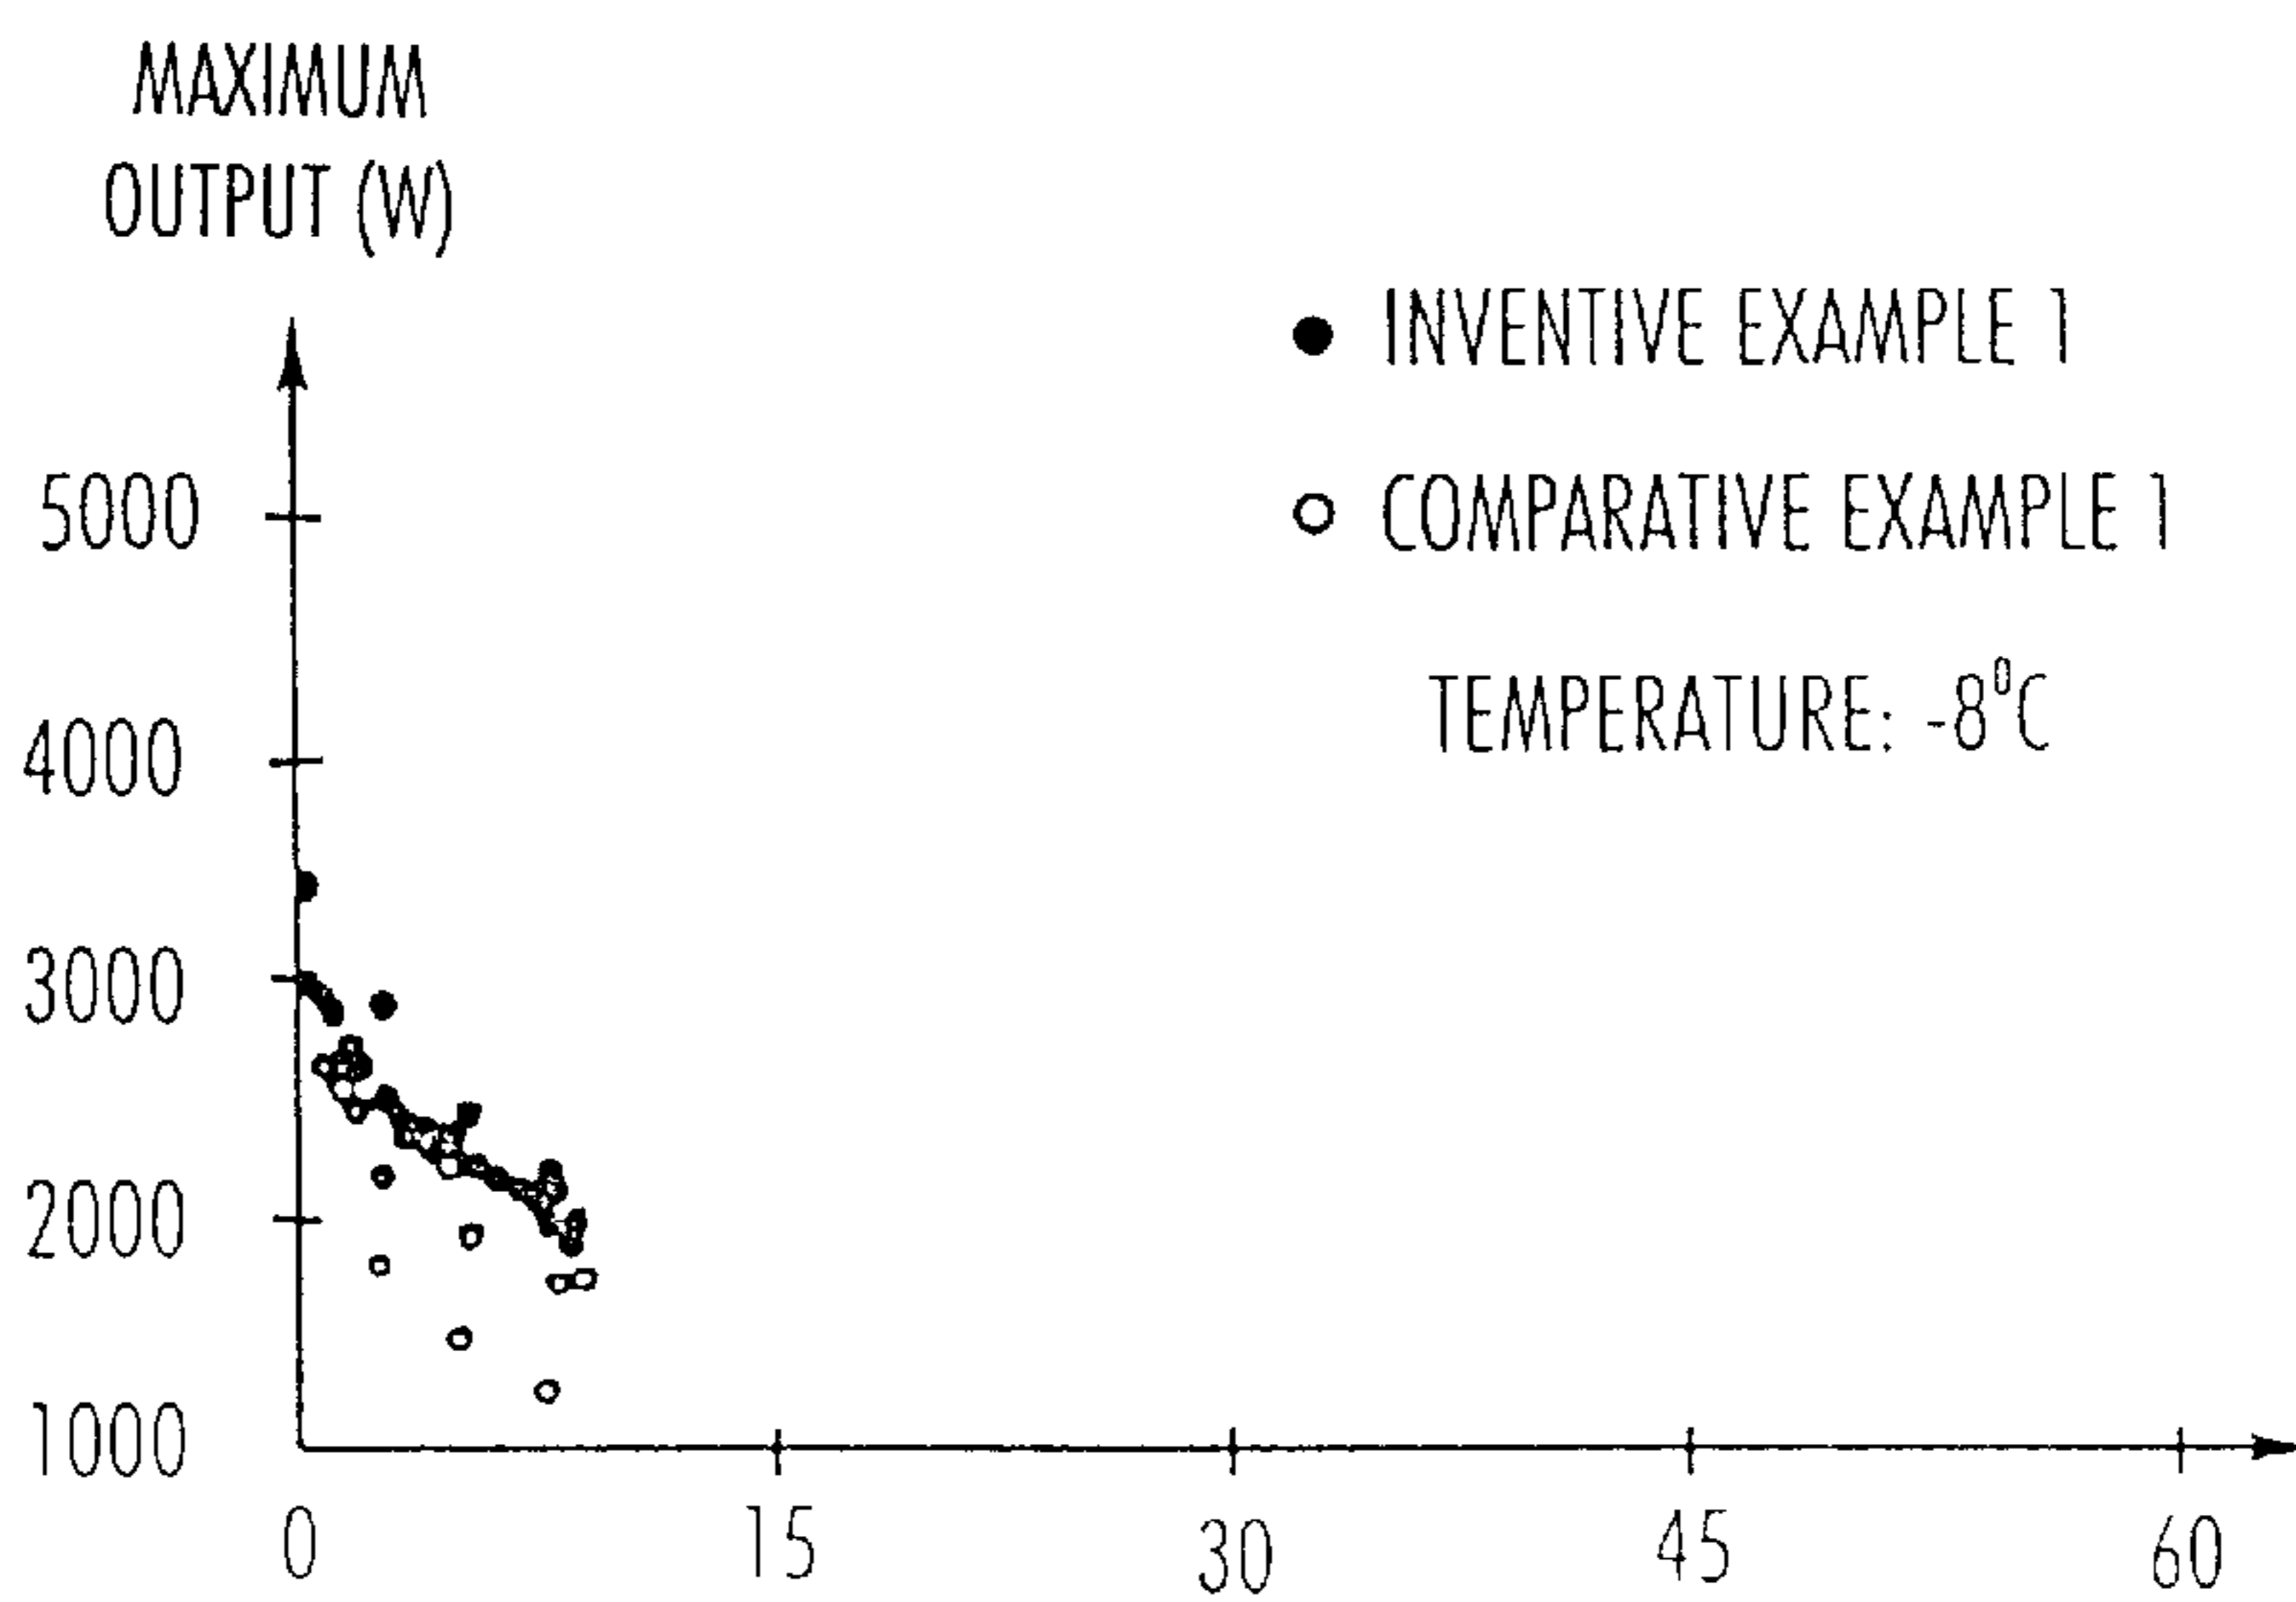 MAXIMUM
OUTPUT (W)
INVENTIVE EXAMPLE 1
COMPARATIVE EXAMPLE 1
TEMPERATURE: -8°C
5000
4000
3000
2000
1000
0 15 30 45 60